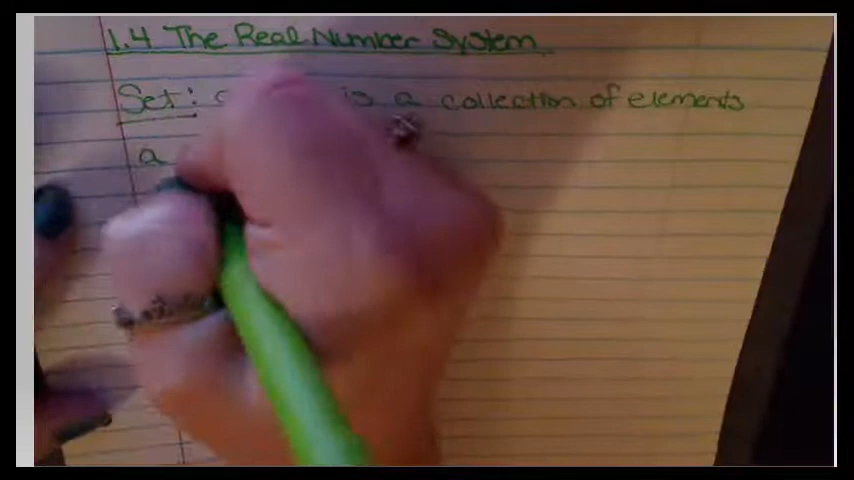 1.4 The Real Number System
Set: is a collection of elements
a